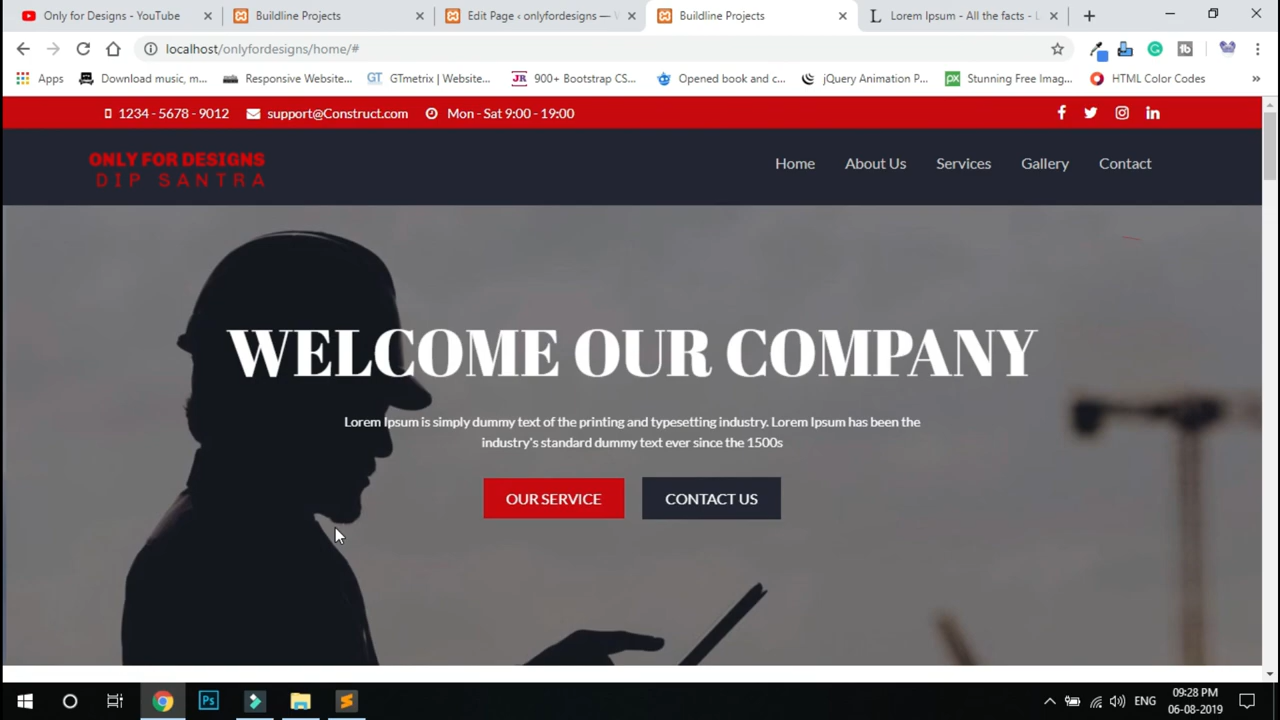 Only for Designs - YouTube
Buildline Projects
Edit Page ‹ onlyfordesigns —
Buildline Projects
Lorem Ipsum - All the facts -
localhost/onlyfordesigns/home/#
Apps
Download music, m...
Responsive Website...
GT
GTmetrix | Website...
JR
900+ Bootstrap CS...
Opened book and c...
jQuery Animation P...
px
Stunning Free Imag...
HTML Color Codes
»
1234 - 5678 - 9012
support@Construct.com
Mon - Sat 9:00 - 19:00
ONLY FOR DESIGNS
DIP SANTRA
Home
About Us
Services
Gallery
Contact
WELCOME OUR COMPANY
Lorem Ipsum is simply dummy text of the printing and typesetting industry. Lorem Ipsum has been the
industry's standard dummy text ever since the 1500s
OUR SERVICE
CONTACT US
Ps
ENG
09:28 PM
06-08-2019